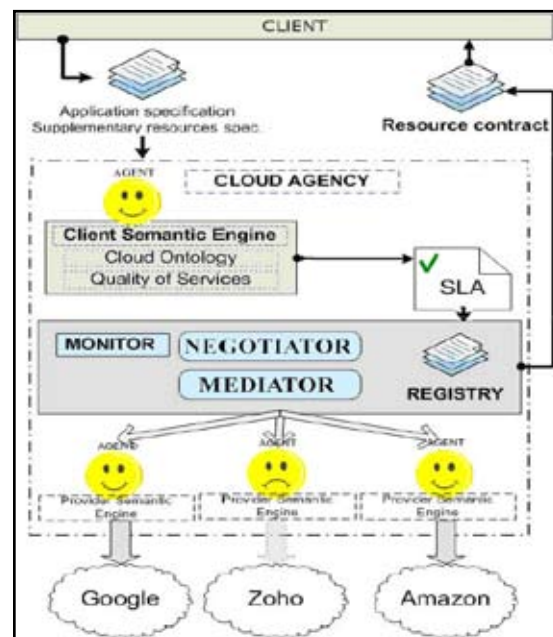 CLIENT
Application specification
Supplementary resources spec.
Resource contract
AGENT
CLOUD AGENCY
Client Semantic Engine
Cloud Ontology
Quality of Services
SLA
MONITOR
NEGOTIATOR
MEDIATOR
REGISTRY
AGEND
AGENT
AGENT
Provider Semantic
Engine
Provider Semantic
Engine
Provider Semantic
Engine
Google
Zoho
Amazon